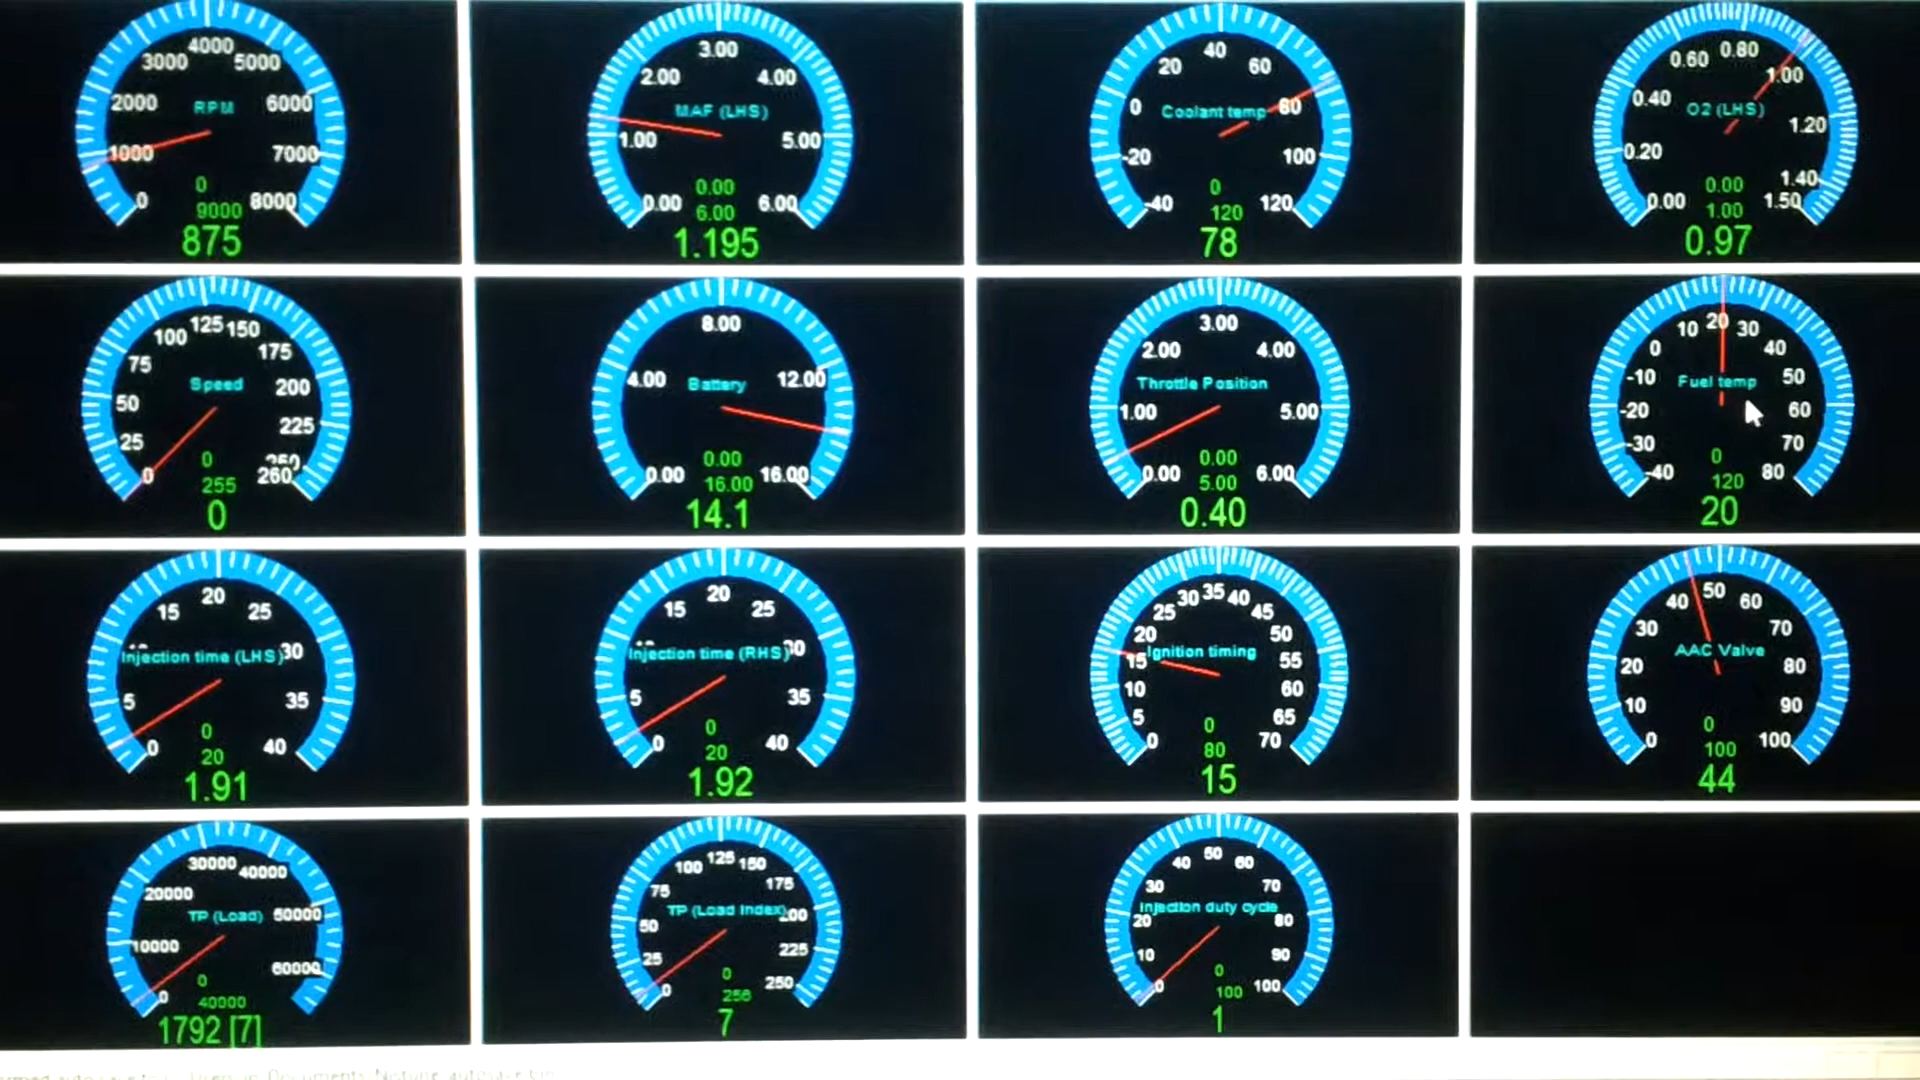 4000
3000 5000
2000 RPM 6000
1000 7000
0 0 8000
9000
875
3.00
2.00 4.00
MAF (LHS)
1.00 5.00
0.00 0.00 6.00
6.00
1.195
40
20 60
0 Coolant temp 80
-20 100
-40 0 120
120
78
0.60 0.80 1.00
0.40 O2 (LHS) 1.20
0.20 1.40
0.00 0.00 1.50
1.00
0.97
100 125 150
75 175
Speed
50 200
25 225
0 0 250
255 260
0
8.00
4.00 Battery 12.00
0.00 0.00 16.00
16.00
14.1
3.00
2.00 4.00
Throttle Position
1.00 5.00
0.00 0.00 6.00
5.00
0.40
10 20 30
0 40
-10 Fuel temp 50
-20 60
-30 70
-40 0 80
120
20
20
15 25
Injection time (LHS) 30
5 35
0 0 40
20
1.91
20
15 25
Injection time (RHS) 30
5 35
0 0 40
20
1.92
30 35 40
25 45
20 50
15 Ignition timing 55
10 60
5 65
0 0 70
80
15
40 50 60
30 70
AAC Valve
20 80
10 90
0 0 100
100
44
30000 40000
20000
TP (Load) 50000
10000 60000
0 0
40000
1792 [7]
100 125 150
75 175
TP (Load Index) 200
50 225
25 250
0 0
256
7
40 50 60
30 70
Injection duty cycle
20 80
10 90
0 0 100
100
1